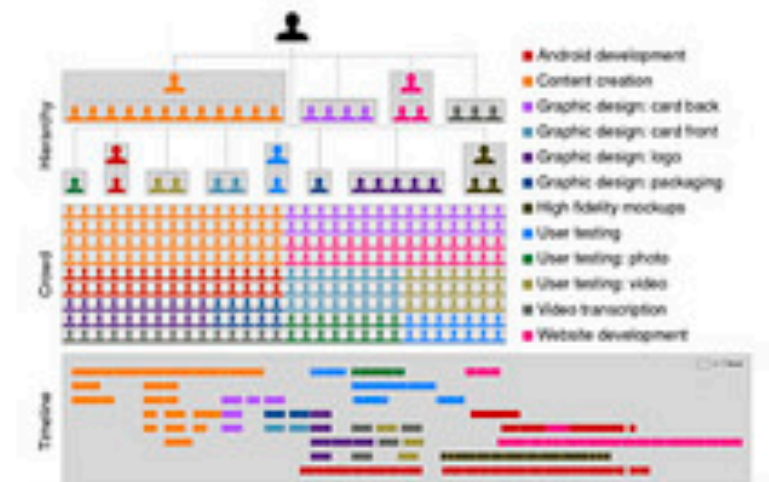 Hierarchy
Crowd
Timeline
Android development
Content creation
Graphic design: card back
Graphic design: card front
Graphic design: logo
Graphic design: packaging
High fidelity mockups
User testing
User testing: photo
User testing: video
Video transcription
Website development